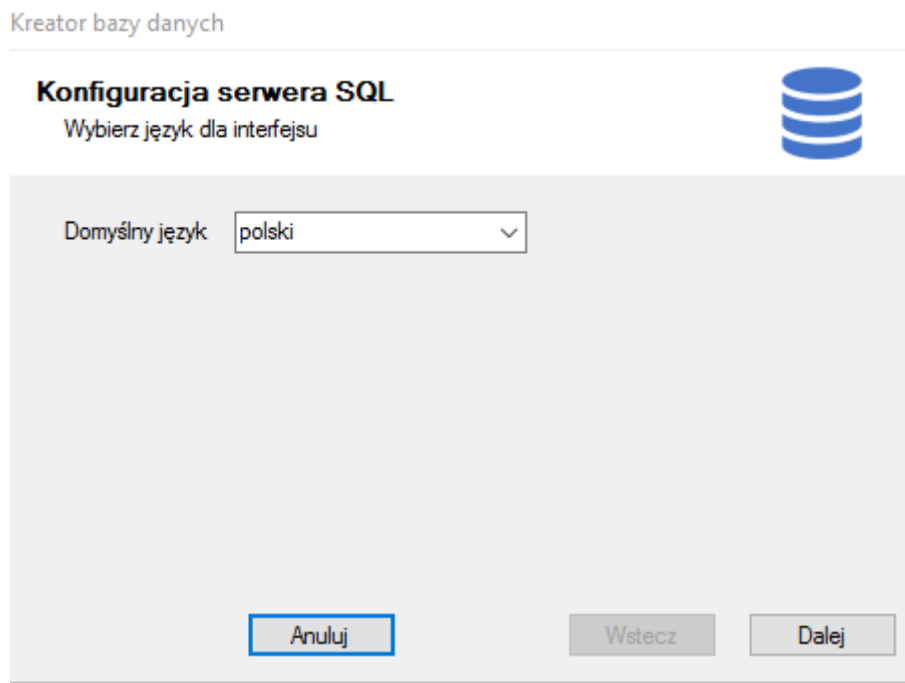 Kreator bazy danych
Konfiguracja serwera SQL
Wybierz język dla interfejsu
Domyślny język polski
Anuluj Wstecz Dalej